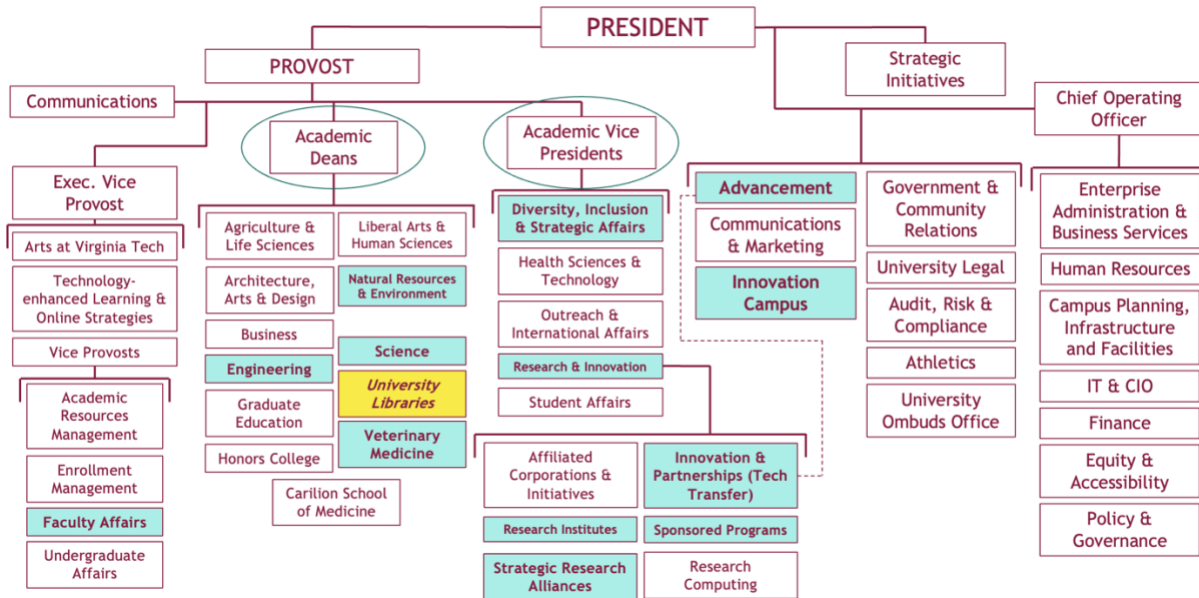 PRESIDENT
PROVOST
Strategic
Initiatives
Communications
Chief Operating
Officer
Academic
Deans
Academic Vice
Presidents
Exec. Vice
Provost
Arts at Virginia Tech
Technology-
enhanced Learning &
Online Strategies
Vice Provosts
Academic
Resources
Management
Enrollment
Management
Faculty Affairs
Undergraduate
Affairs
Agriculture &
Life Sciences
Architecture,
Arts & Design
Business
Engineering
Graduate
Education
Honors College
Liberal Arts &
Human Sciences
Natural Resources
& Environment
Science
University
Libraries
Veterinary
Medicine
Carilion School
of Medicine
Diversity, Inclusion
& Strategic Affairs
Health Sciences &
Technology
Outreach &
International Affairs
Research & Innovation
Student Affairs
Affiliated
Corporations &
Initiatives
Research Institutes
Strategic Research
Alliances
Innovation &
Partnerships (Tech
Transfer)
Sponsored Programs
Research
Computing
Advancement
Communications
& Marketing
Innovation
Campus
Government &
Community
Relations
University Legal
Audit, Risk &
Compliance
Athletics
University
Ombuds Office
Enterprise
Administration &
Business Services
Human Resources
Campus Planning,
Infrastructure
and Facilities
IT & CIO
Finance
Equity &
Accessibility
Policy &
Governance